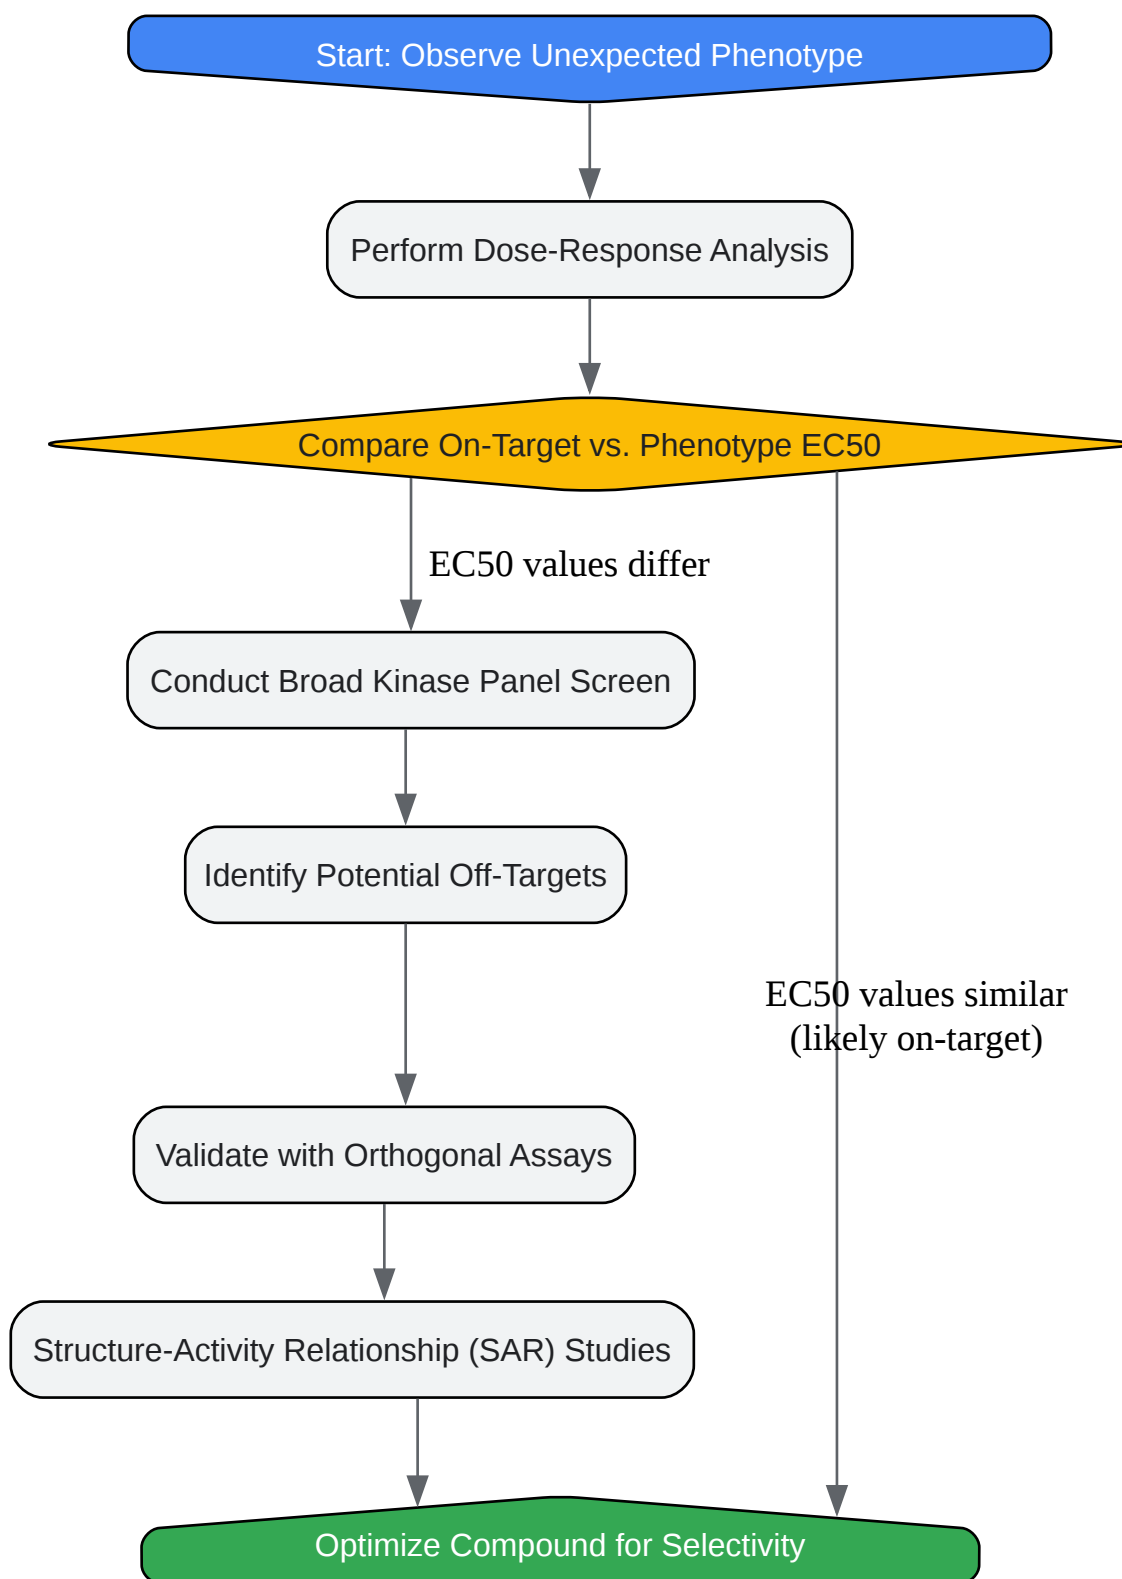 Start: Observe Unexpected Phenotype
Perform Dose-Response Analysis
Compare On-Target vs. Phenotype EC50
EC50 values differ
Conduct Broad Kinase Panel Screen
Identify Potential Off-Targets
EC50 values similar
(likely on-target)
Validate with Orthogonal Assays
Structure-Activity Relationship (SAR) Studies
Optimize Compound for Selectivity